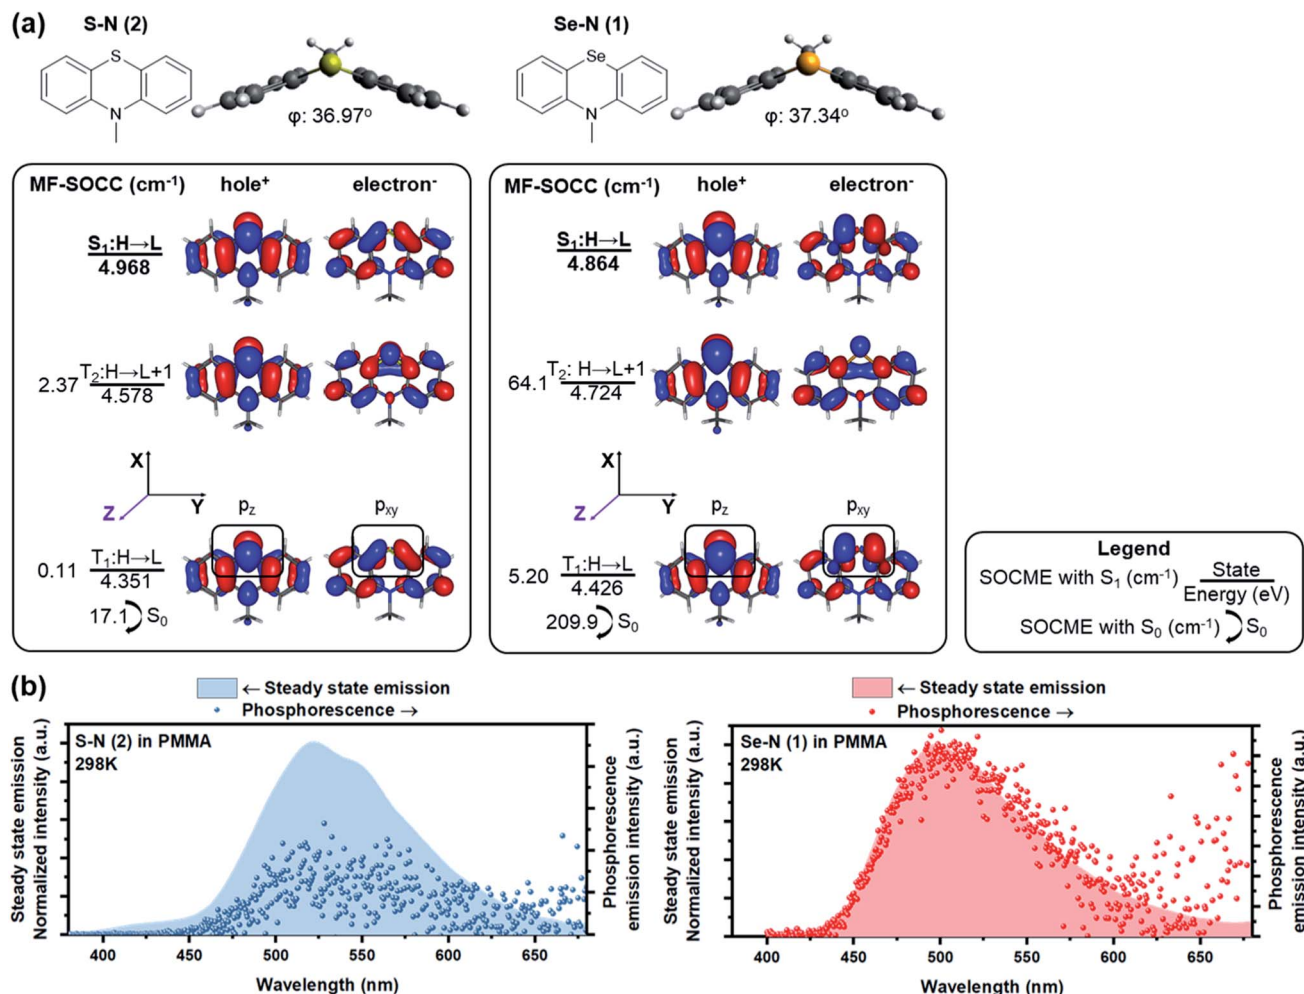 (a)
S-N (2)
S
N
φ: 36.97°
Se-N (1)
Se
N
φ: 37.34°
MF-SOCC (cm⁻¹) hole⁺ electron⁻
S₁:H→L
4.968
2.37 T₂:H→L+1
4.578
X
Y
Z
p_z p_xy
0.11 T₁:H→L
4.351
17.1 S₀
MF-SOCC (cm⁻¹) hole⁺ electron⁻
S₁:H→L
4.864
64.1 T₂: H→L+1
4.724
X
Y
Z
p_z p_xy
5.20 T₁:H→L
4.426
209.9 S₀
Legend
SOCME with S₁ (cm⁻¹) State
Energy (eV)
SOCME with S₀ (cm⁻¹) S₀
(b)
← Steady state emission
Phosphorescence →
S-N (2) in PMMA
298K
Steady state emission
Normalized intensity (a.u.)
Phosphorescence
emission intensity (a.u.)
400 450 500 550 600 650
Wavelength (nm)
← Steady state emission
Phosphorescence →
Se-N (1) in PMMA
298K
Steady state emission
Normalized intensity (a.u.)
Phosphorescence
emission intensity (a.u.)
400 450 500 550 600 650
Wavelength (nm)